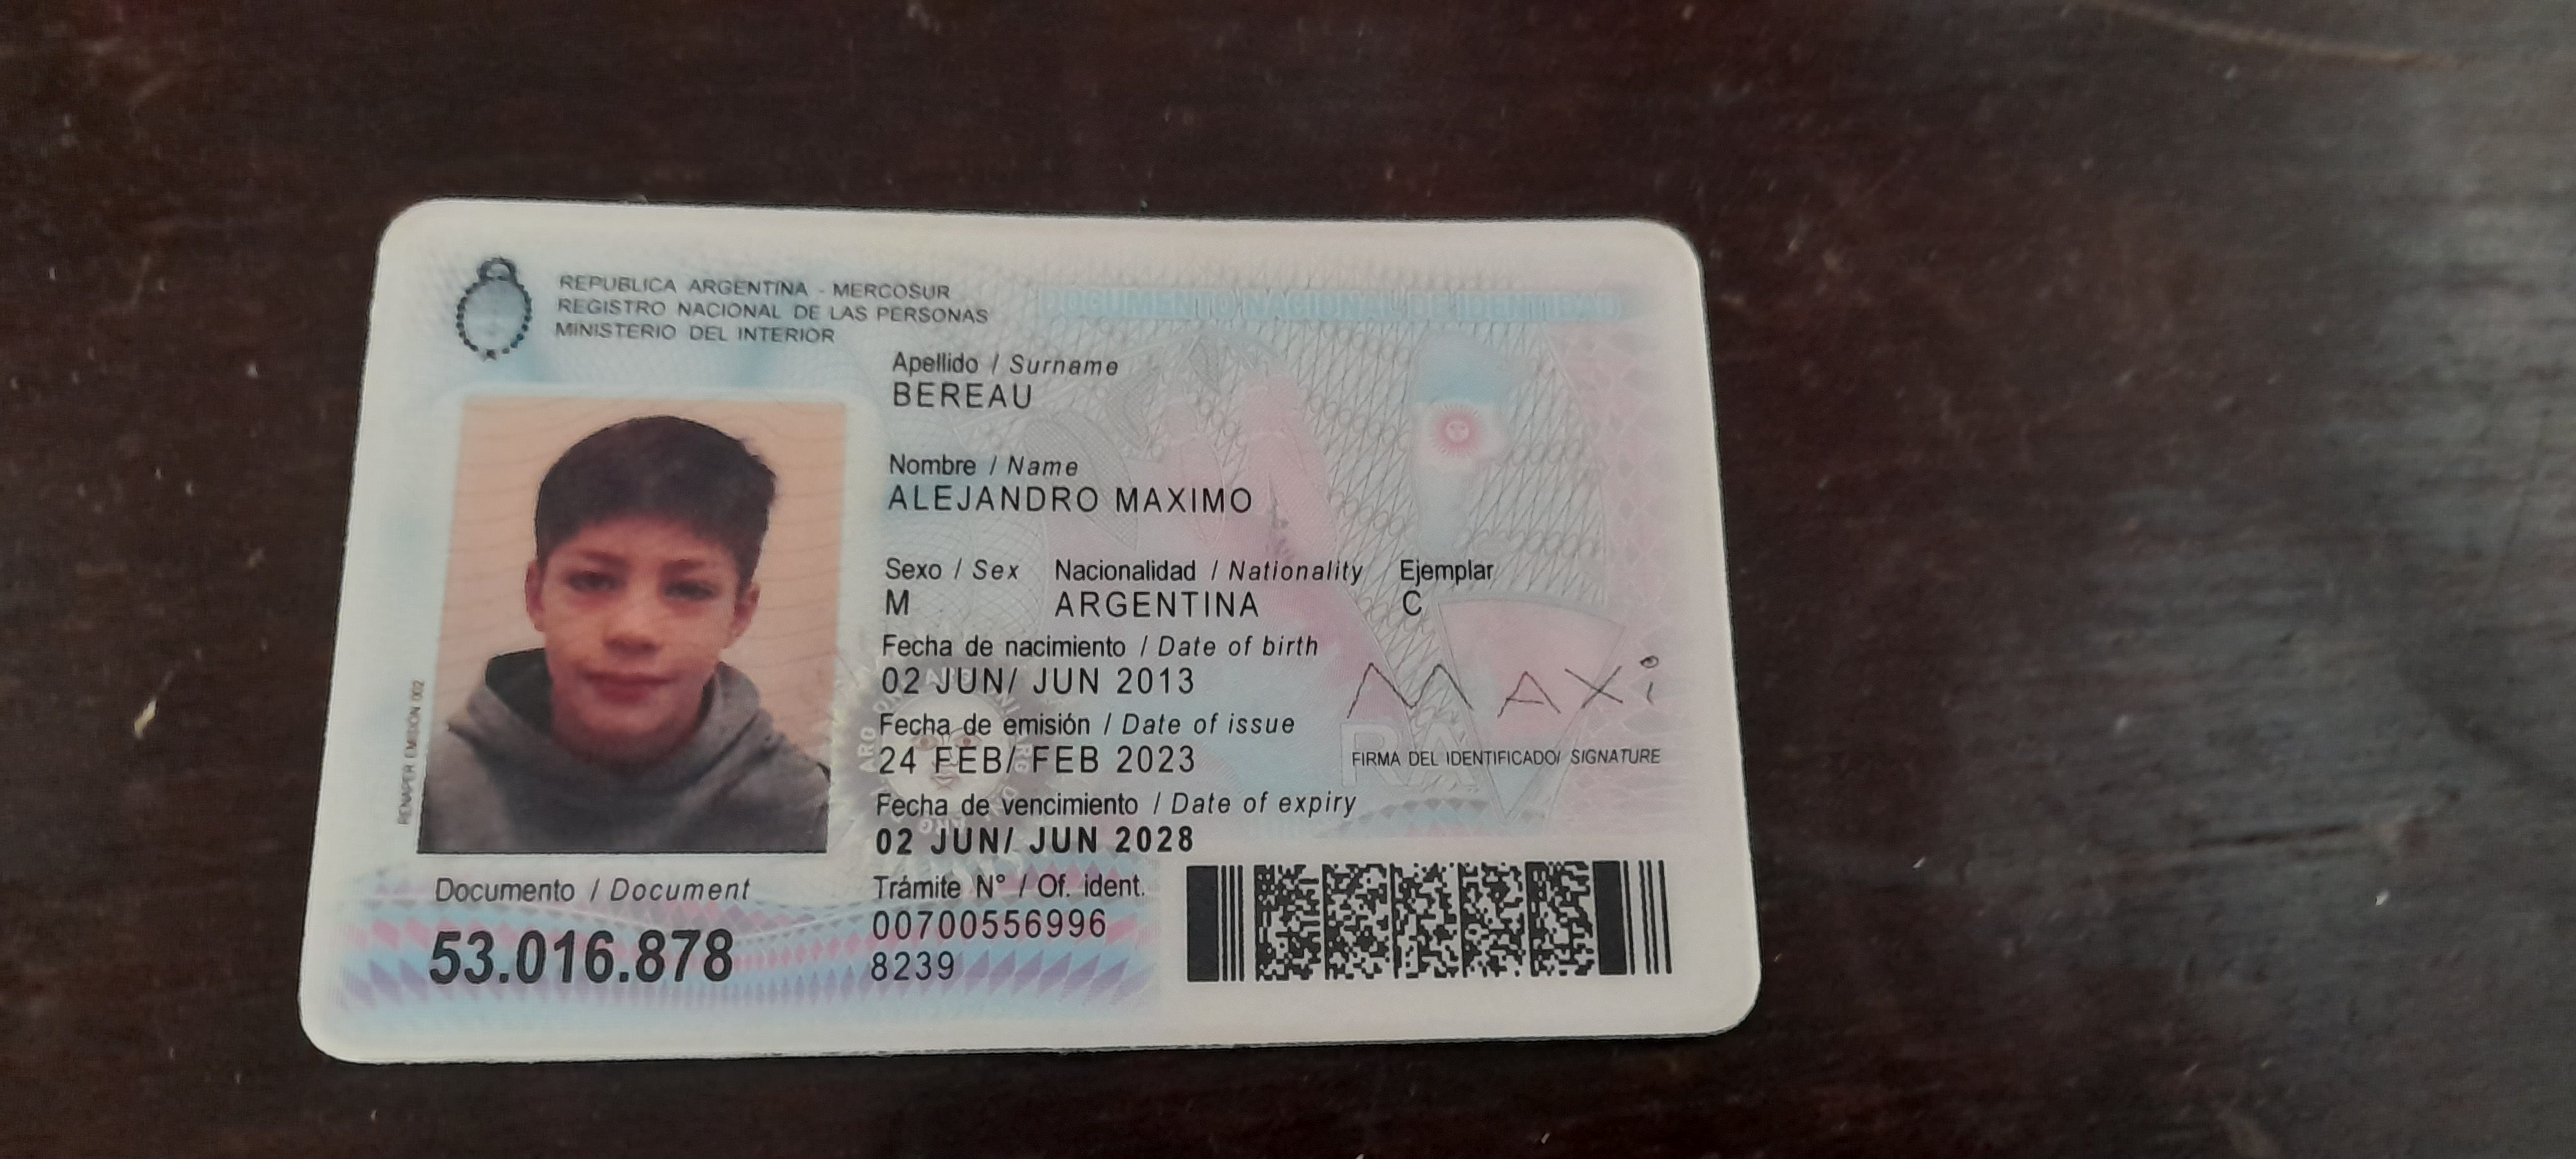 REPUBLICA ARGENTINA - MERCOSUR
REGISTRO NACIONAL DE LAS PERSONAS
MINISTERIO DEL INTERIOR
Apellido / Surname
BEREAU
Nombre / Name
ALEJANDRO MAXIMO
Sexo / Sex Nacionalidad / Nationality Ejemplar
M ARGENTINA C
Fecha de nacimiento / Date of birth
02 JUN/ JUN 2013
Fecha de emisión / Date of issue
24 FEB/ FEB 2023
Fecha de vencimiento / Date of expiry
02 JUN/ JUN 2028
MAXi
FIRMA DEL IDENTIFICADO/ SIGNATURE
RENAPER EMISIÓN 002
Documento / Document
53.016.878
Trámite N° / Of. ident.
00700556996
8239